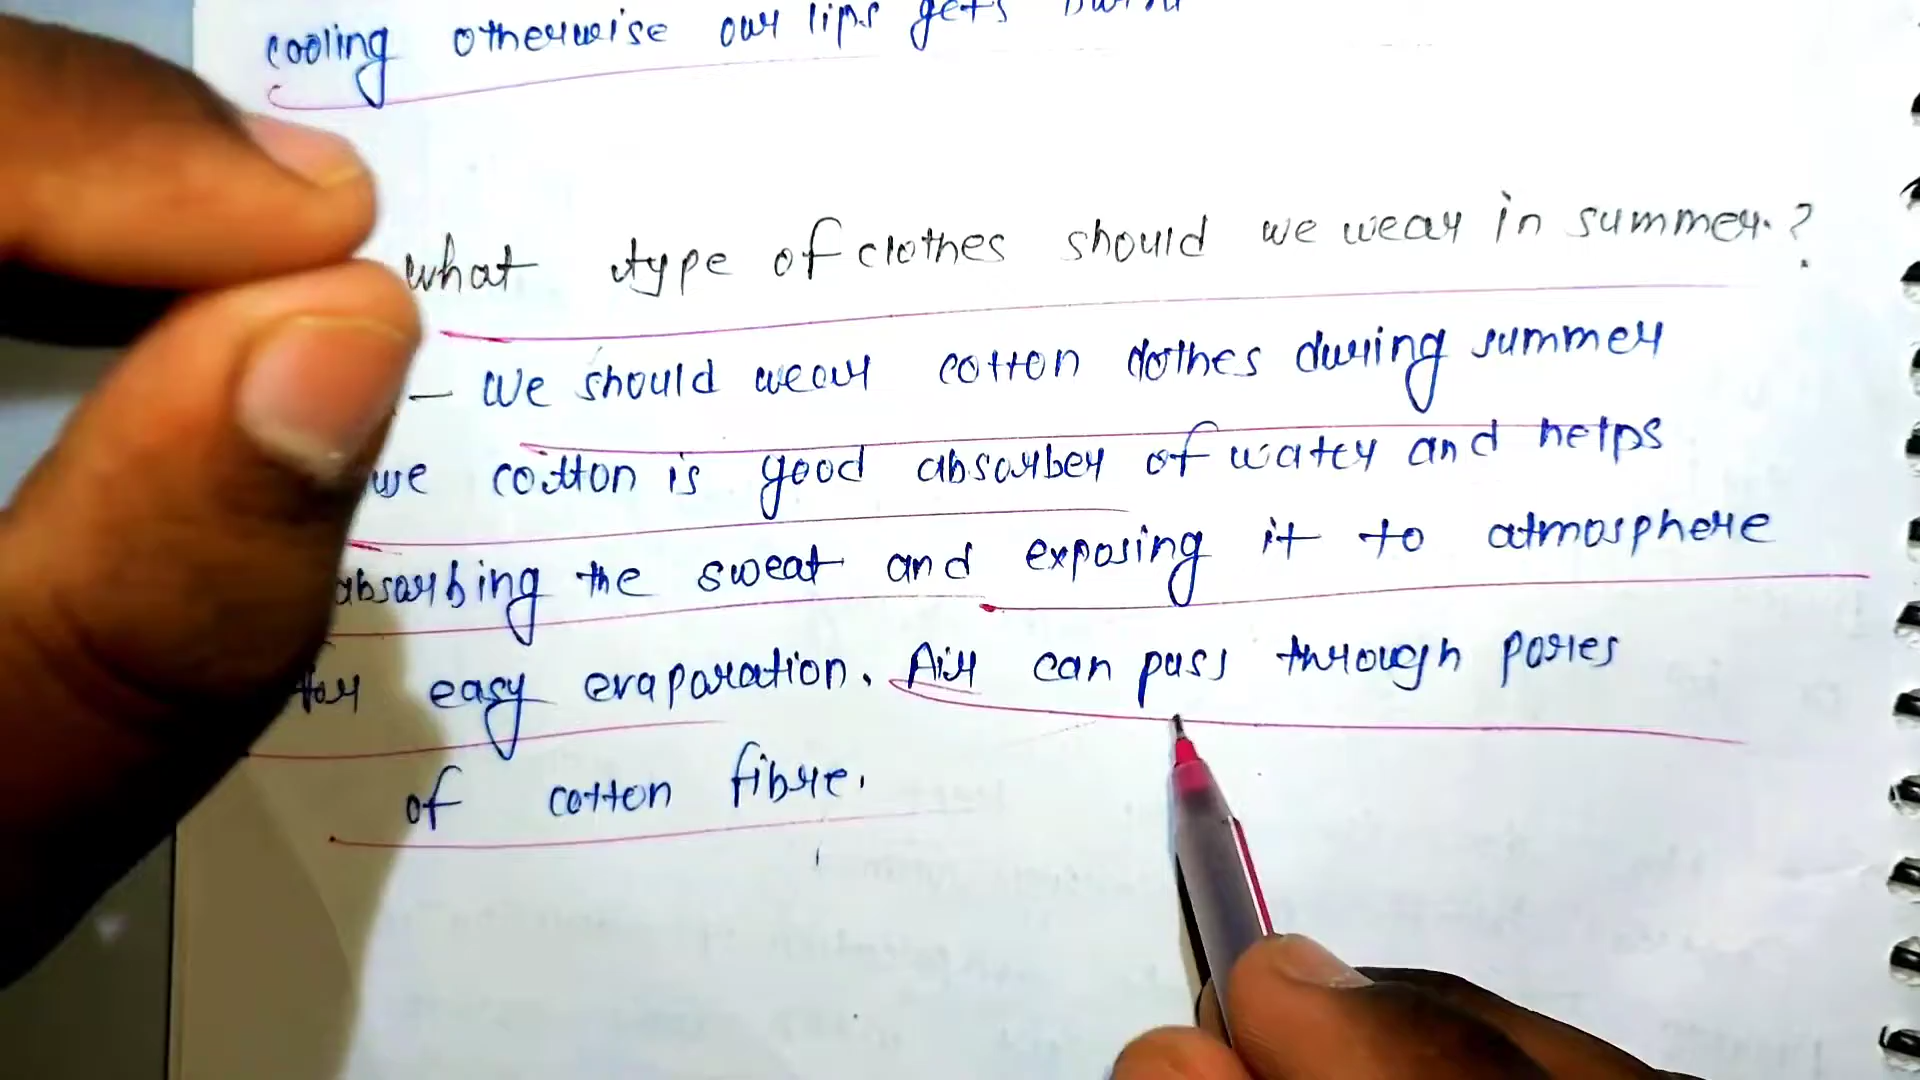 cooling otherwise our lips gets
what type of clothes should we wear in summer.?
- We should wear cotton clothes during summer
cotton is good absorber of water and helps
absorbing the sweat and exposing it to atmosphere
for easy evaporation. Air can pass through pores
of cotton fibre.